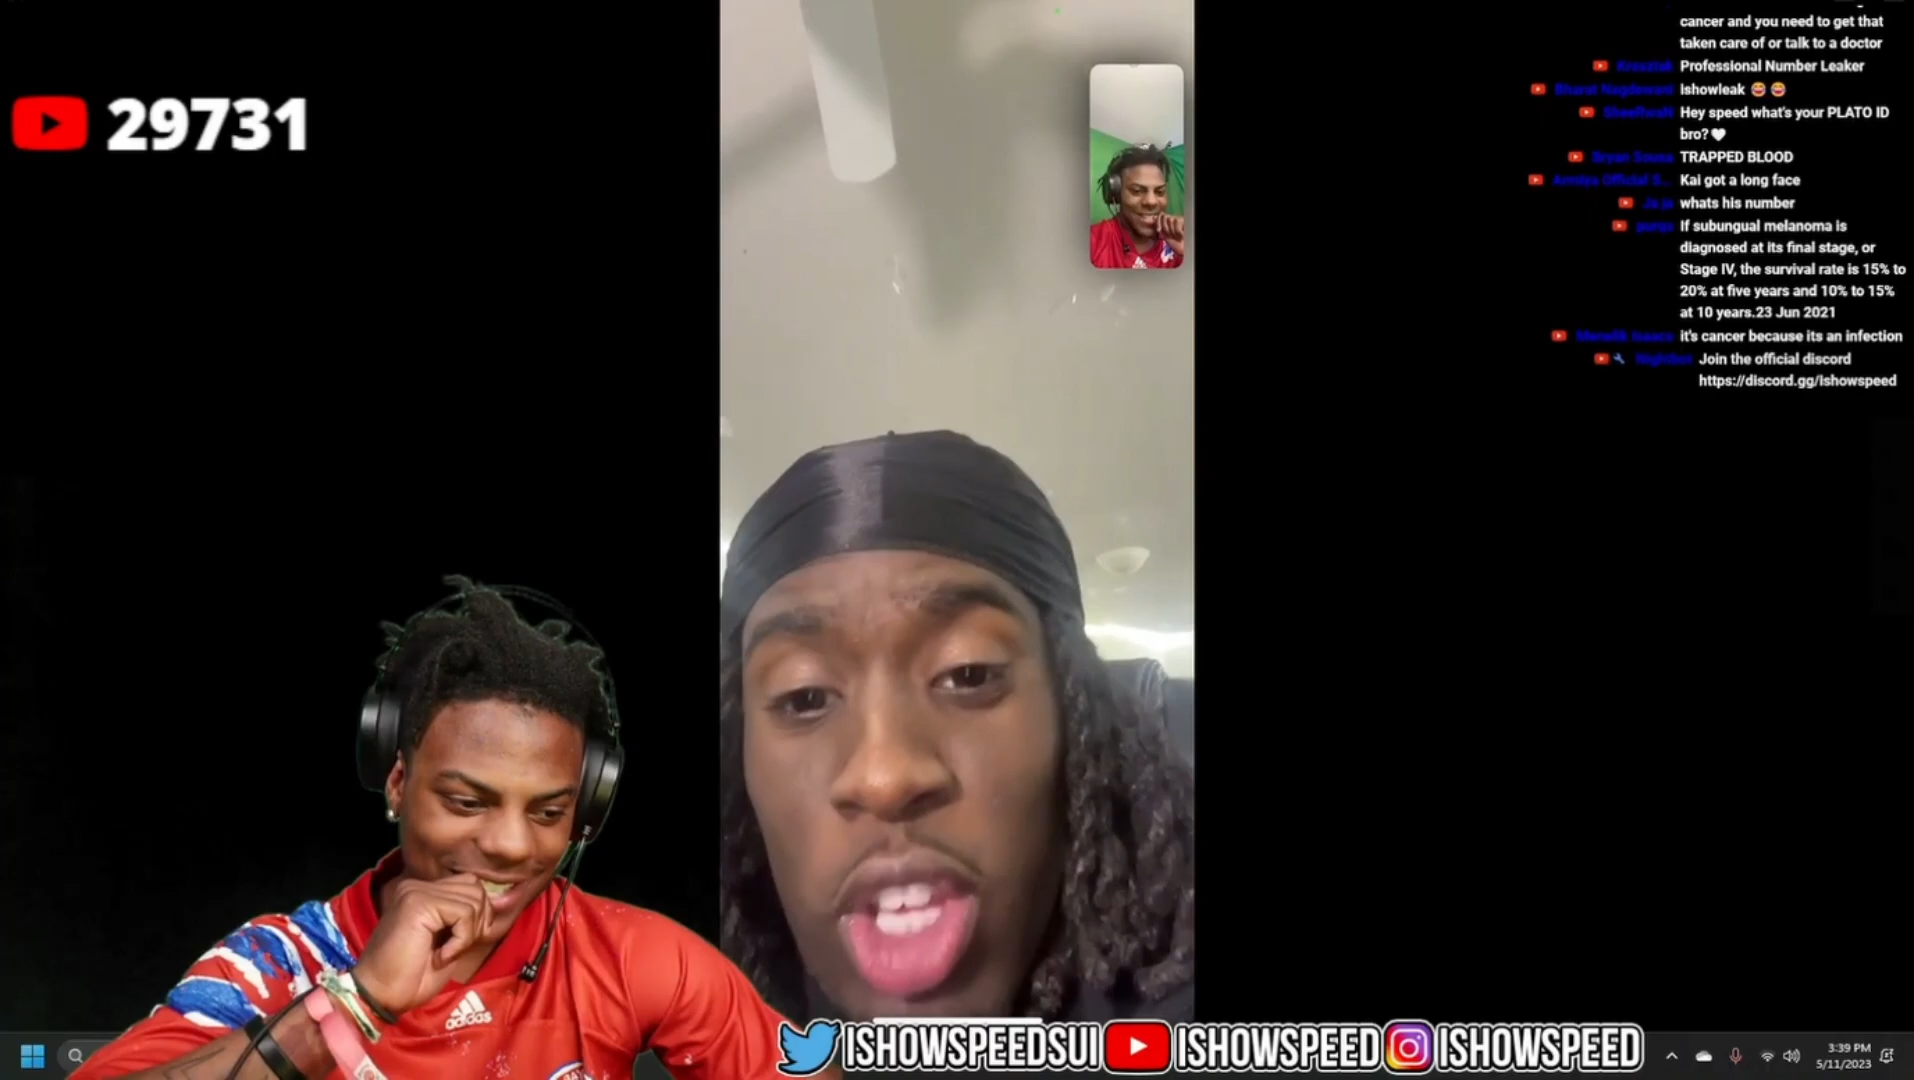 29731
cancer and you need to get that
taken care of or talk to a doctor
Professional Number Leaker
Ishowleak 😂 😂
Hey speed what's your PLATO ID
bro?🤍
Bryan Sousa TRAPPED BLOOD
Kai got a long face
whats his number
If subungual melanoma is
diagnosed at its final stage, or
Stage IV, the survival rate is 15% to
20% at five years and 10% to 15%
at 10 years.23 Jun 2021
it's cancer because its an infection
Nightbot Join the official discord
https://discord.gg/ishowspeed
adidas
ISHOWSPEEDSUI ISHOWSPEED ISHOWSPEED
3:39 PM
5/11/2023